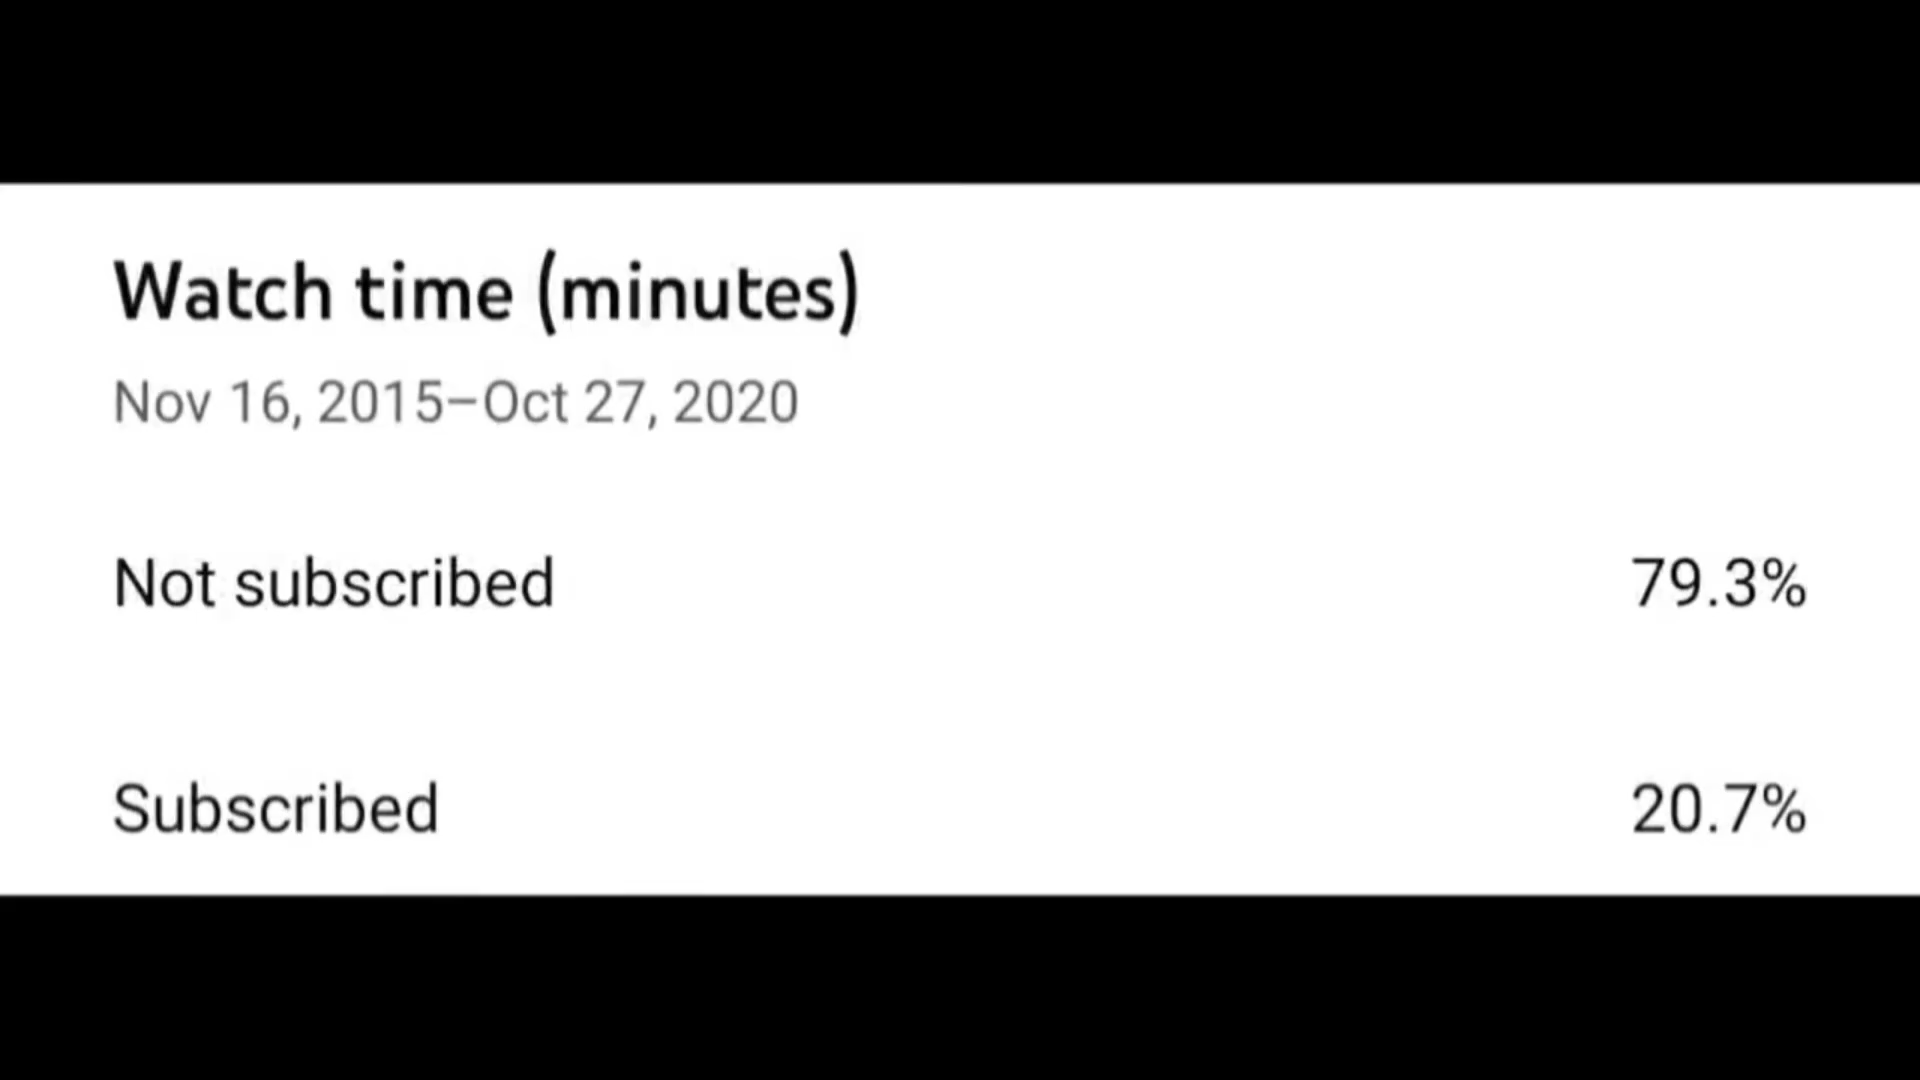 Watch time (minutes)
Nov 16, 2015–Oct 27, 2020
Not subscribed 79.3%
Subscribed 20.7%